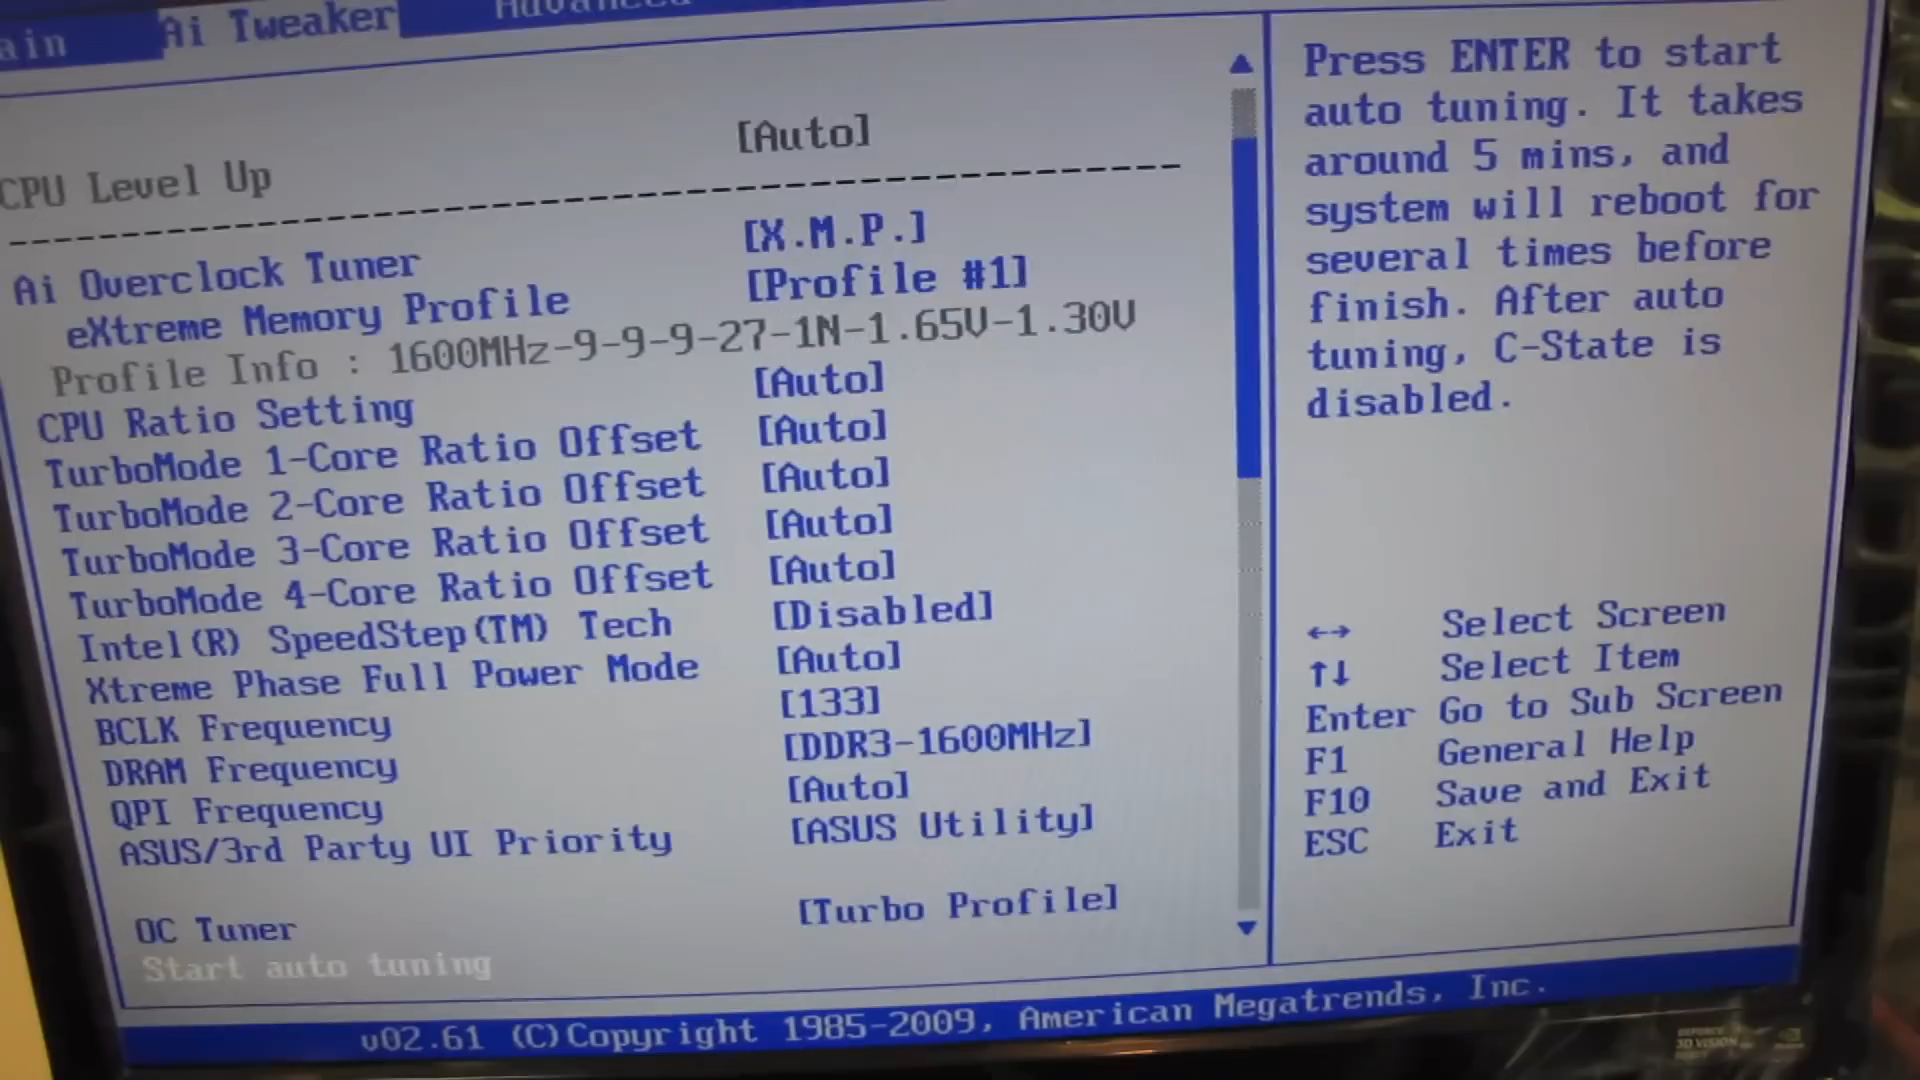 ain Ai Tweaker Advanced
CPU Level Up [Auto]
Ai Overclock Tuner [X.M.P.]
eXtreme Memory Profile [Profile #1]
Profile Info : 1600MHz-9-9-9-27-1N-1.65V-1.30V
CPU Ratio Setting [Auto]
TurboMode 1-Core Ratio Offset [Auto]
TurboMode 2-Core Ratio Offset [Auto]
TurboMode 3-Core Ratio Offset [Auto]
TurboMode 4-Core Ratio Offset [Auto]
Intel(R) SpeedStep(TM) Tech [Disabled]
Xtreme Phase Full Power Mode [Auto]
BCLK Frequency [133]
DRAM Frequency [DDR3-1600MHz]
QPI Frequency [Auto]
ASUS/3rd Party UI Priority [ASUS Utility]
OC Tuner [Turbo Profile]
Start auto tuning
Press ENTER to start
auto tuning. It takes
around 5 mins, and
system will reboot for
several times before
finish. After auto
tuning, C-State is
disabled.
←→ Select Screen
↑↓ Select Item
Enter Go to Sub Screen
F1 General Help
F10 Save and Exit
ESC Exit
v02.61 (C)Copyright 1985-2009, American Megatrends, Inc.
GEFORCE
3D VISION